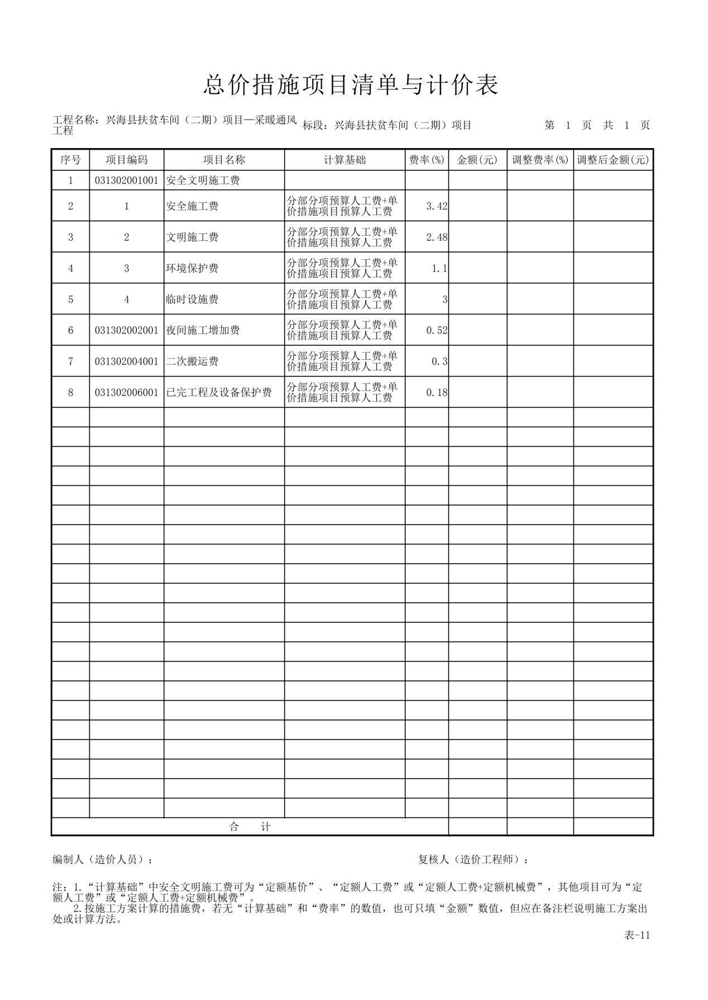 总价措施项目清单与计价表
工程名称：兴海县扶贫车间（二期）项目—采暖通风
工程
标段：兴海县扶贫车间（二期）项目
第 1 页 共 1 页
序号 项目编码 项目名称 计算基础 费率(%) 金额(元) 调整费率(%) 调整后金额(元)
1 031302001001 安全文明施工费
2 1 安全施工费 分部分项预算人工费+单
价措施项目预算人工费 3.42
3 2 文明施工费 分部分项预算人工费+单
价措施项目预算人工费 2.48
4 3 环境保护费 分部分项预算人工费+单
价措施项目预算人工费 1.1
5 4 临时设施费 分部分项预算人工费+单
价措施项目预算人工费 3
6 031302002001 夜间施工增加费 分部分项预算人工费+单
价措施项目预算人工费 0.52
7 031302004001 二次搬运费 分部分项预算人工费+单
价措施项目预算人工费 0.3
8 031302006001 已完工程及设备保护费 分部分项预算人工费+单
价措施项目预算人工费 0.18
合 计
编制人（造价人员）： 复核人（造价工程师）：
注：1.“计算基础”中安全文明施工费可为“定额基价”、“定额人工费”或“定额人工费+定额机械费”，其他项目可为“定
额人工费”或“定额人工费+定额机械费”。
2.按施工方案计算的措施费，若无“计算基础”和“费率”的数值，也可只填“金额”数值，但应在备注栏说明施工方案出
处或计算方法。
表-11